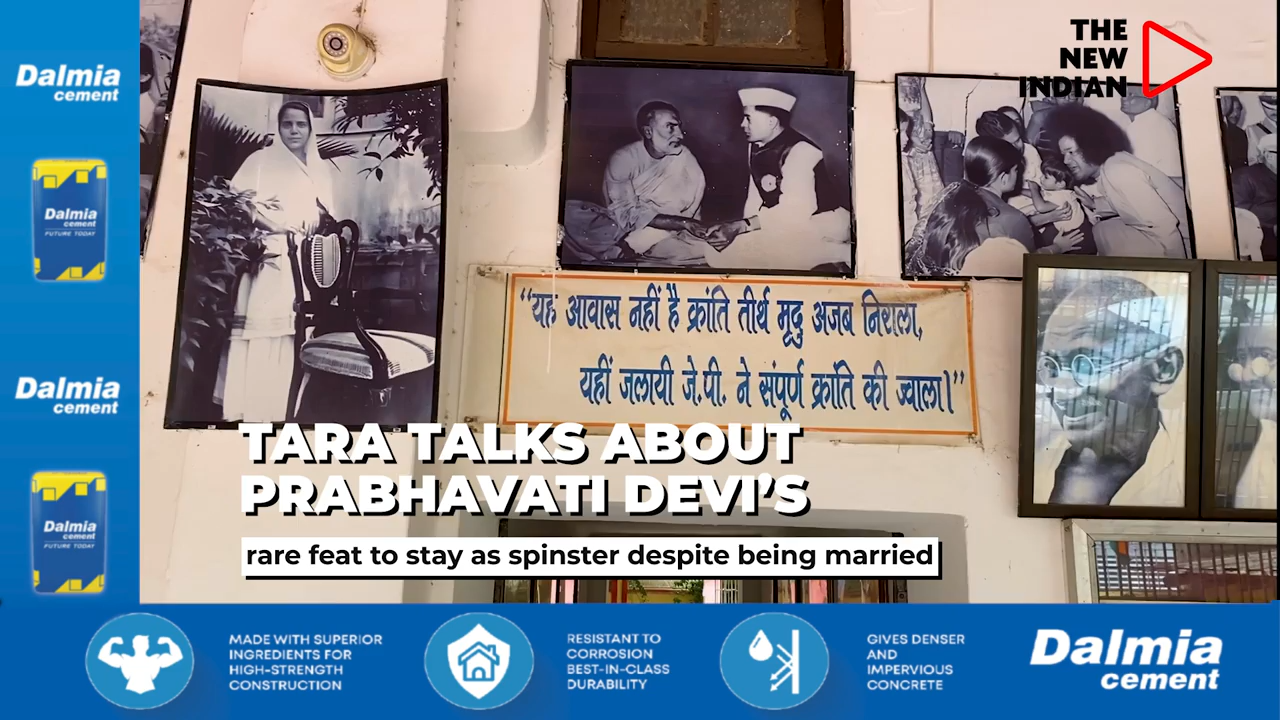 Dalmia
cement
Dalmia
cement
FUTURE TODAY
Dalmia
cement
Dalmia
cement
FUTURE TODAY
THE
NEW
INDIAN
“यह आवास नहीं है क्रांति तीर्थ मृदु अजब निराला,
यहीं जलायी जे.पी. ने संपूर्ण क्रांति की ज्वाला।”
TARA TALKS ABOUT
PRABHAVATI DEVI'S
rare feat to stay as spinster despite being married
MADE WITH SUPERIOR
INGREDIENTS FOR
HIGH-STRENGTH
CONSTRUCTION
RESISTANT TO
CORROSION
BEST-IN-CLASS
DURABILITY
GIVES DENSER
AND
IMPERVIOUS
CONCRETE
Dalmia
cement